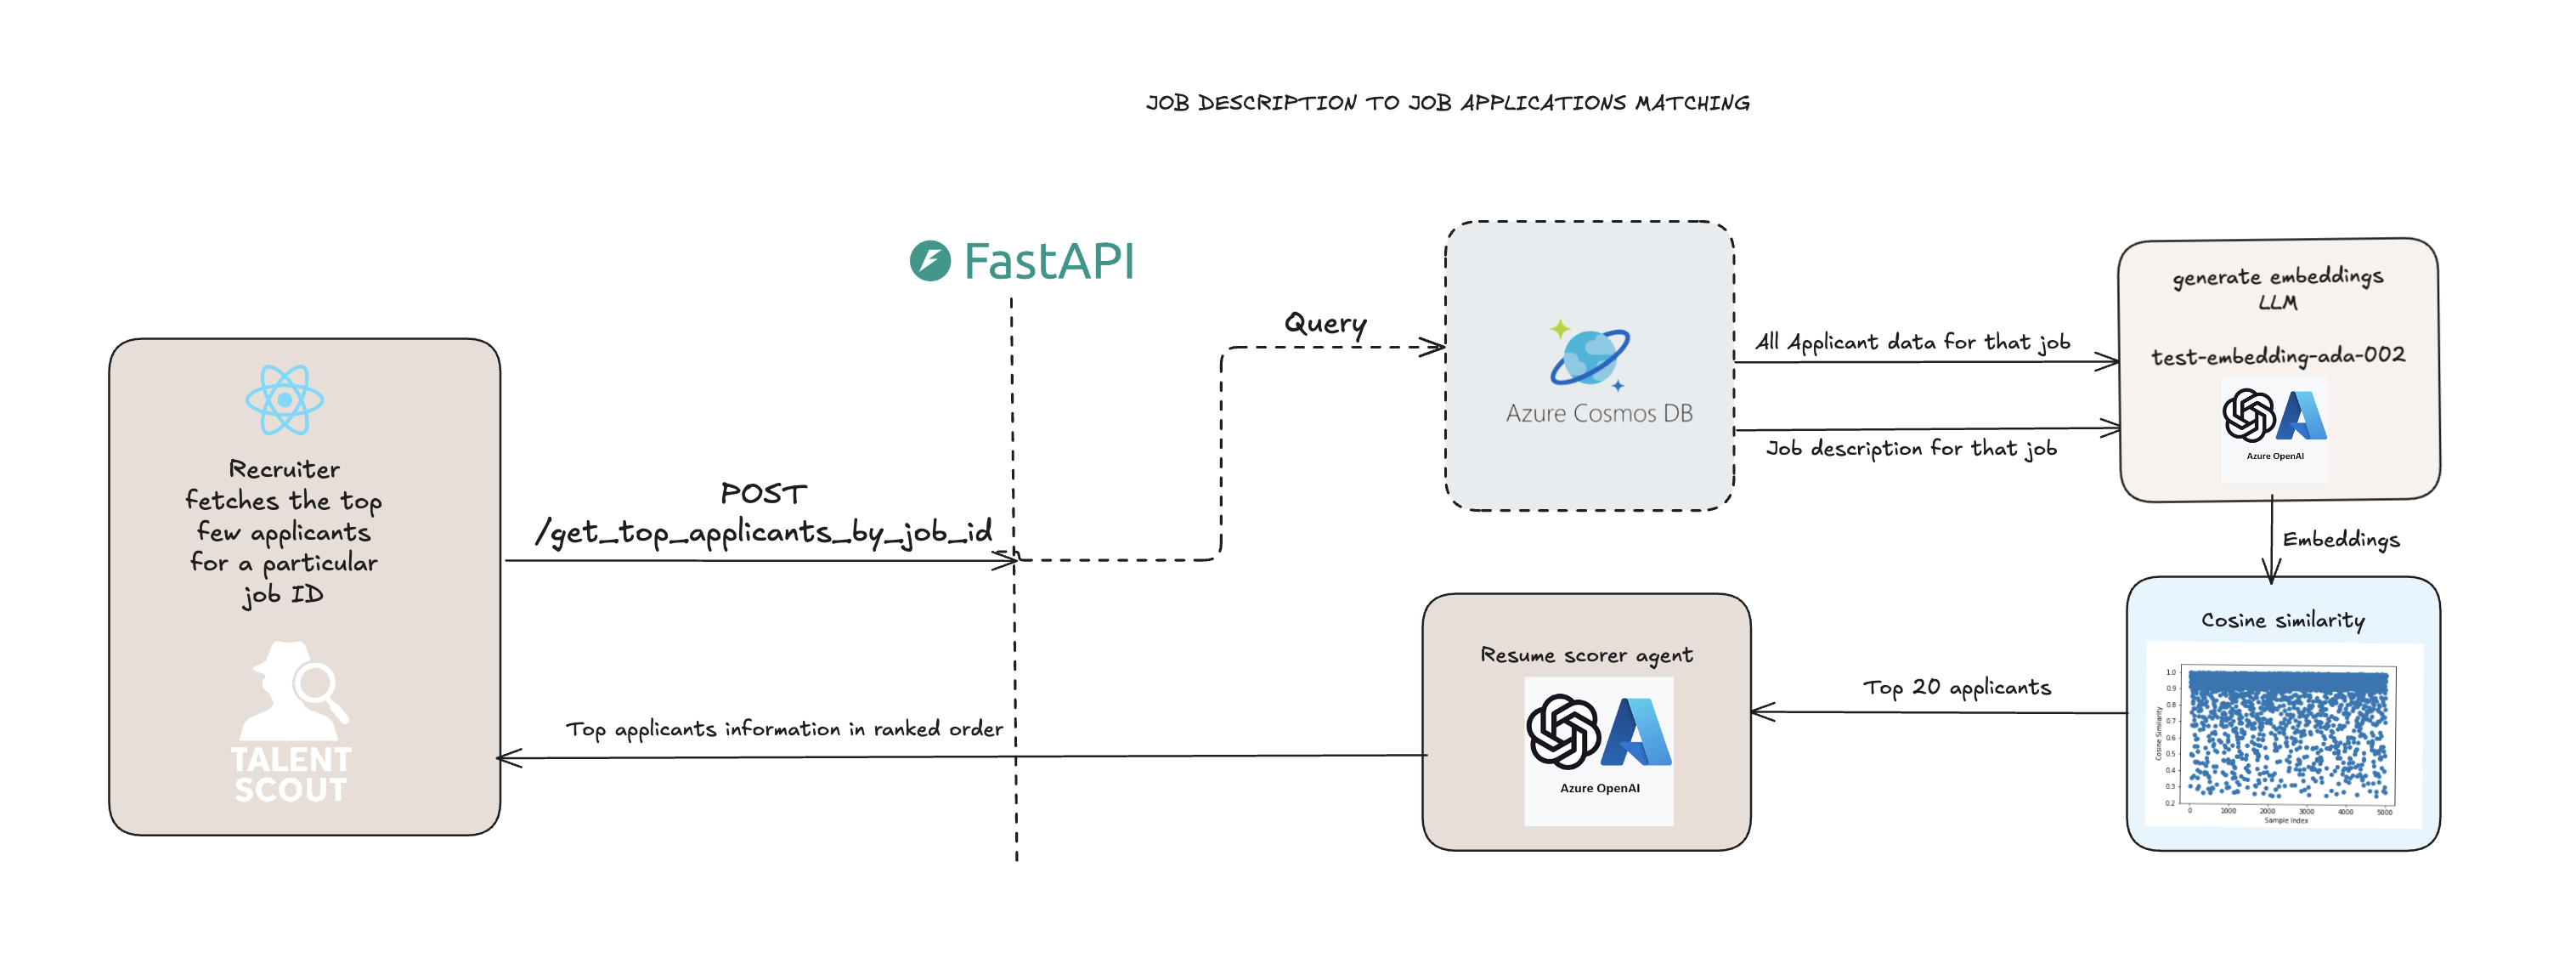 JOB DESCRIPTION TO JOB APPLICATIONS MATCHING
FastAPI
Recruiter
fetches the top
few applicants
for a particular
job ID
TALENT
SCOUT
POST
/get_top_applicants_by_job_id
Query
Azure Cosmos DB
All Applicant data for that job
Job description for that job
generate embeddings
LLM
test-embedding-ada-002
Azure OpenAI
Embeddings
Cosine similarity
1.0
0.9
0.8
0.7
0.6
0.5
0.4
0.3
0.2
Cosine Similarity
0
1000
2000
3000
4000
5000
Sample Index
Top 20 applicants
Resume scorer agent
Azure OpenAI
Top applicants information in ranked order